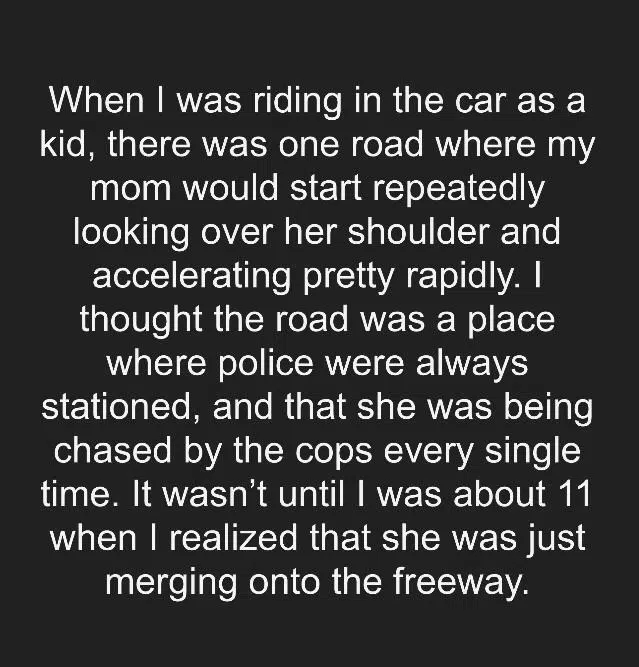 When I was riding in the car as a
kid, there was one road where my
mom would start repeatedly
looking over her shoulder and
accelerating pretty rapidly. I
thought the road was a place
where police were always
stationed, and that she was being
chased by the cops every single
time. It wasn’t until I was about 11
when I realized that she was just
merging onto the freeway.